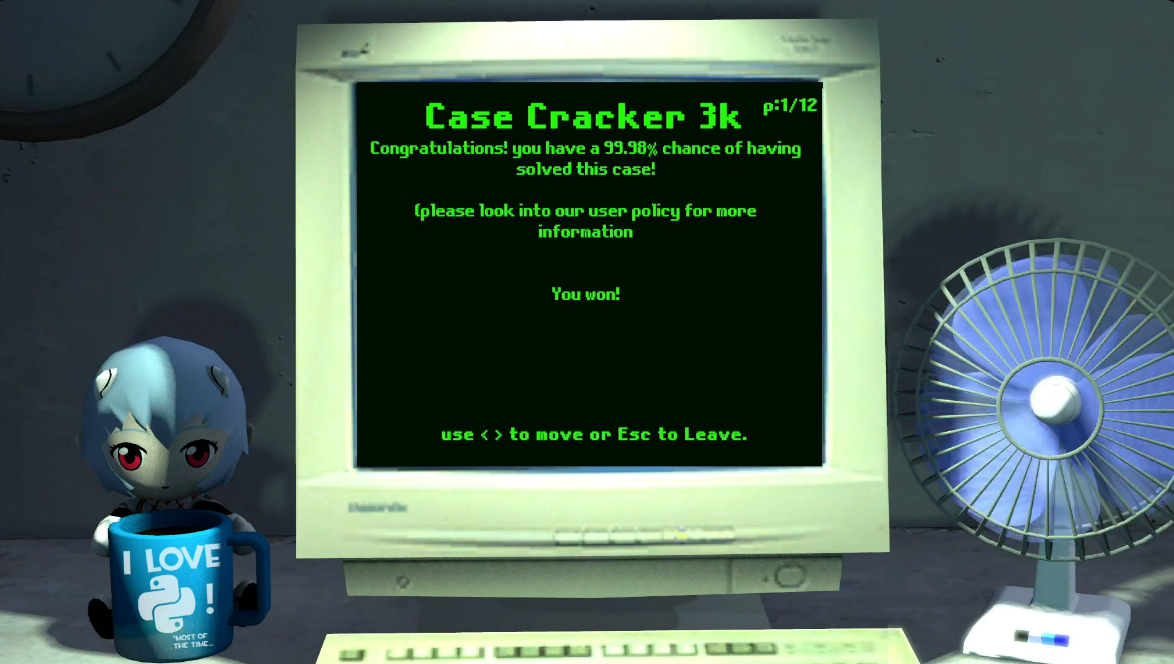 Case Cracker 3k
p:1/12
Congratulations! you have a 99.98% chance of having
solved this case!
(please look into our user policy for more
information
You won!
use < > to move or Esc to Leave.
I LOVE
!
"MOST OF
THE TIME..